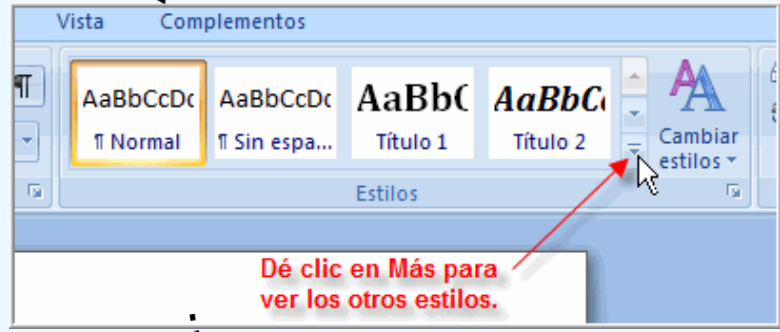 Vista Complementos
¶
AaBbCcDc AaBbCcDc AaBbC AaBbCc
¶ Normal ¶ Sin espa... Título 1 Título 2
Cambiar
estilos
Estilos
Dé clic en Más para
ver los otros estilos.